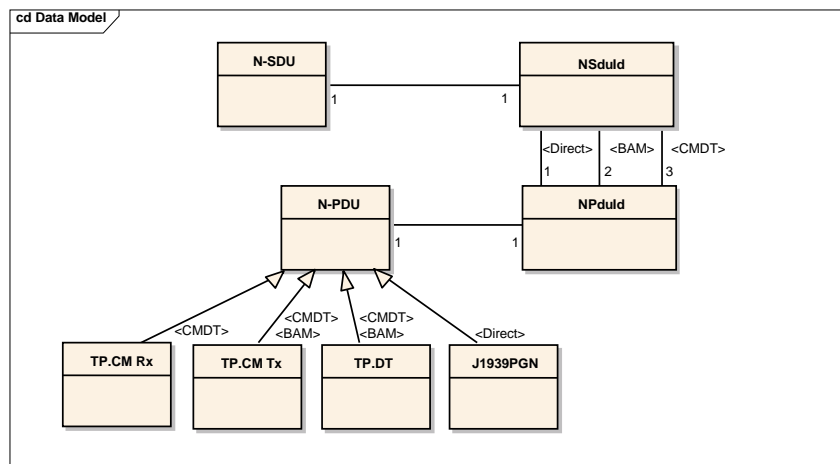 cd Data Model
N-SDU
NSduId
1
1
<Direct>
<BAM>
<CMDT>
1
2
3
N-PDU
NPduId
1
1
<CMDT>
<CMDT>
<BAM>
<CMDT>
<BAM>
<Direct>
TP.CM Rx
TP.CM Tx
TP.DT
J1939PGN